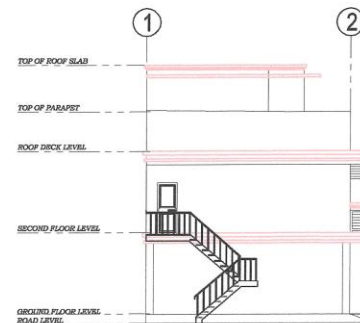 1 2
TOP OF ROOF SLAB
TOP OF PARAPET
ROOF DECK LEVEL
SECOND FLOOR LEVEL
GROUND FLOOR LEVEL
ROAD LEVEL